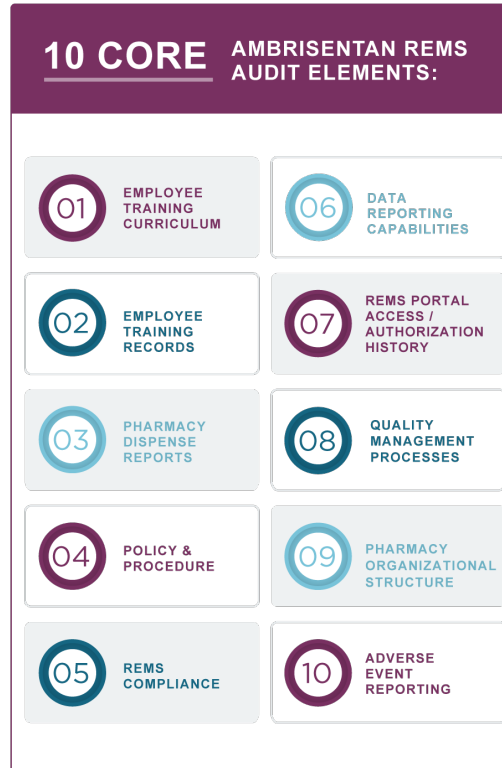 10 CORE
AMBRISENTAN REMS
AUDIT ELEMENTS:
01
EMPLOYEE
TRAINING
CURRICULUM
02
EMPLOYEE
TRAINING
RECORDS
03
PHARMACY
DISPENSE
REPORTS
04
POLICY &
PROCEDURE
05
REMS
COMPLIANCE
06
DATA
REPORTING
CAPABILITIES
07
REMS PORTAL
ACCESS /
AUTHORIZATION
HISTORY
08
QUALITY
MANAGEMENT
PROCESSES
09
PHARMACY
ORGANIZATIONAL
STRUCTURE
10
ADVERSE
EVENT
REPORTING